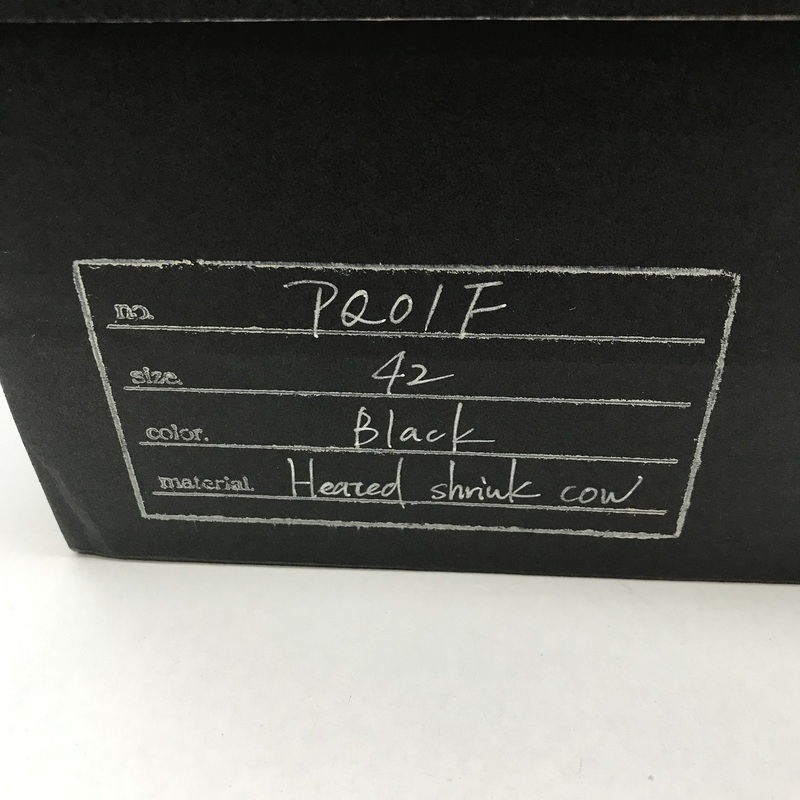 no. PQ01F
size. 42
color. Black
material. Heated shrink cow